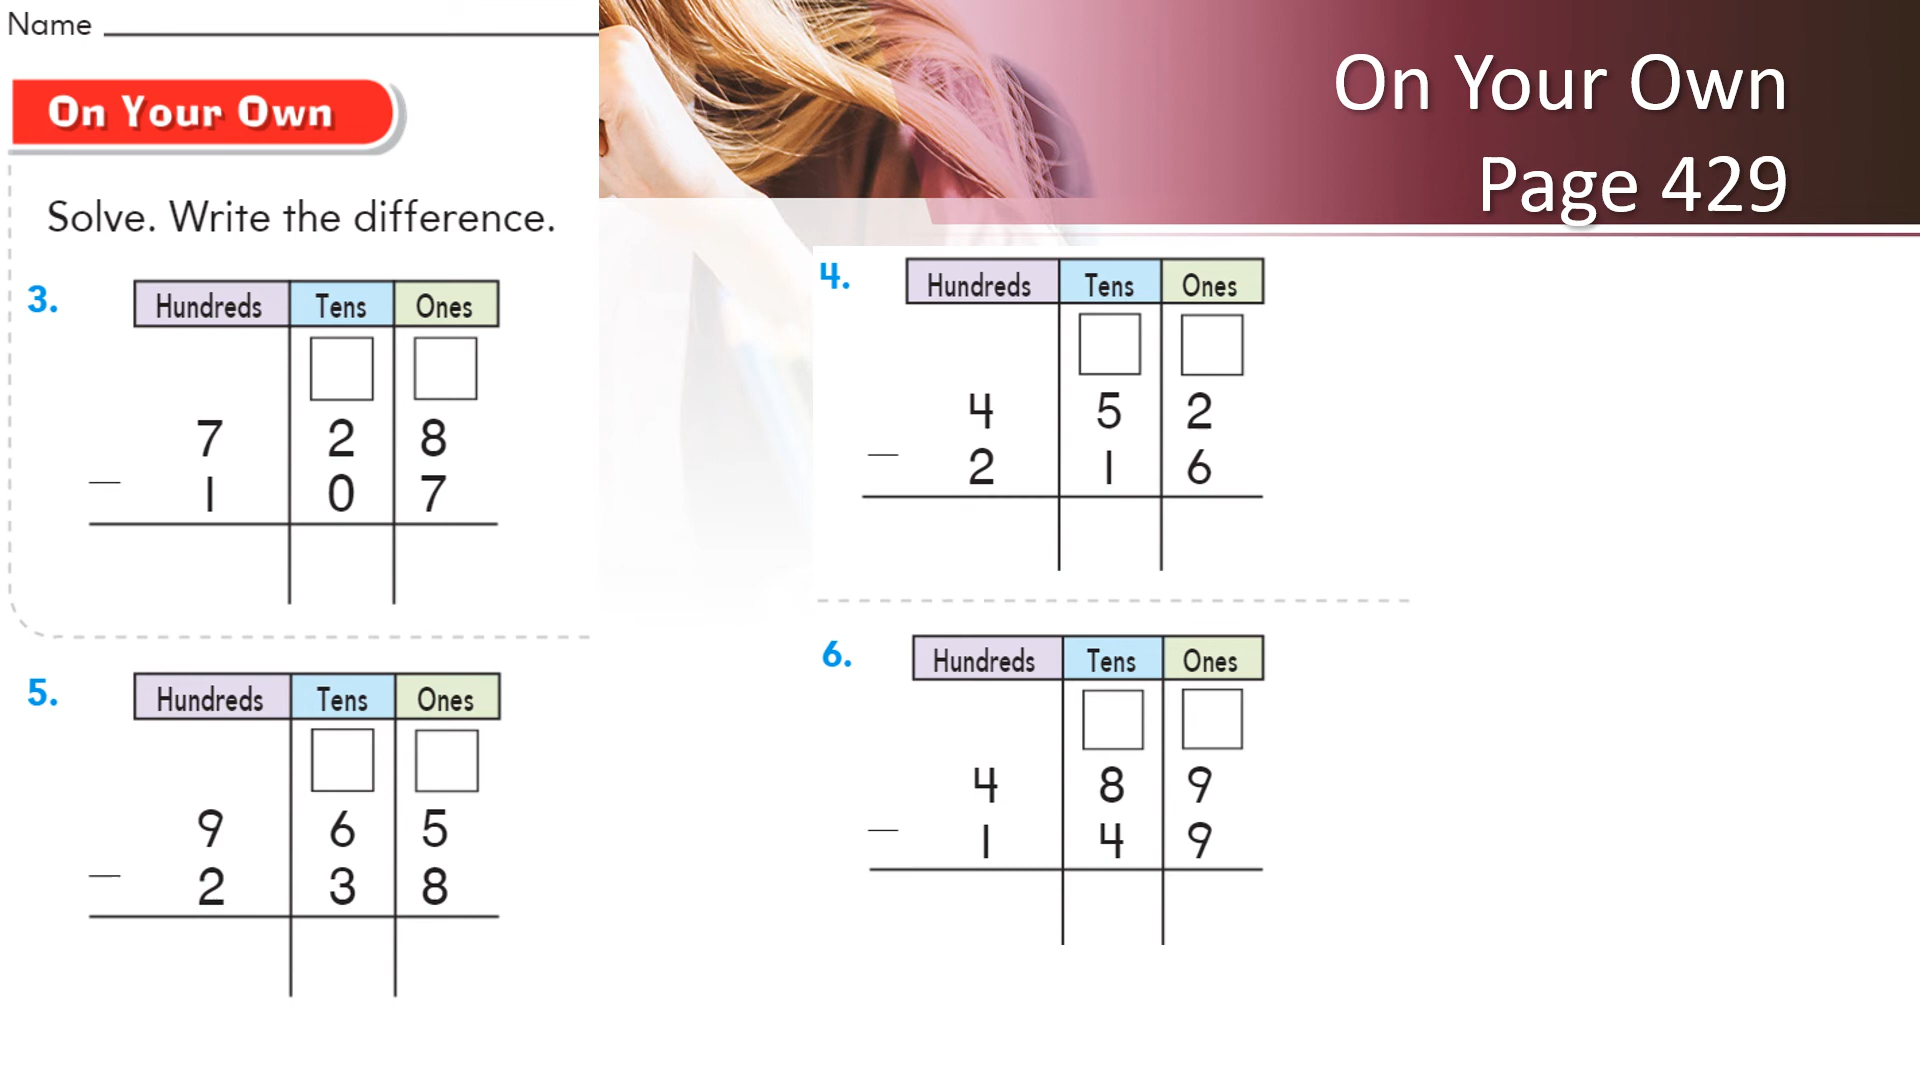 Name
On Your Own
Page 429
On Your Own
Solve. Write the difference.
3.
Hundreds Tens Ones
7 2 8
— 1 0 7
4.
Hundreds Tens Ones
4 5 2
— 2 1 6
5.
Hundreds Tens Ones
9 6 5
— 2 3 8
6.
Hundreds Tens Ones
4 8 9
— 1 4 9